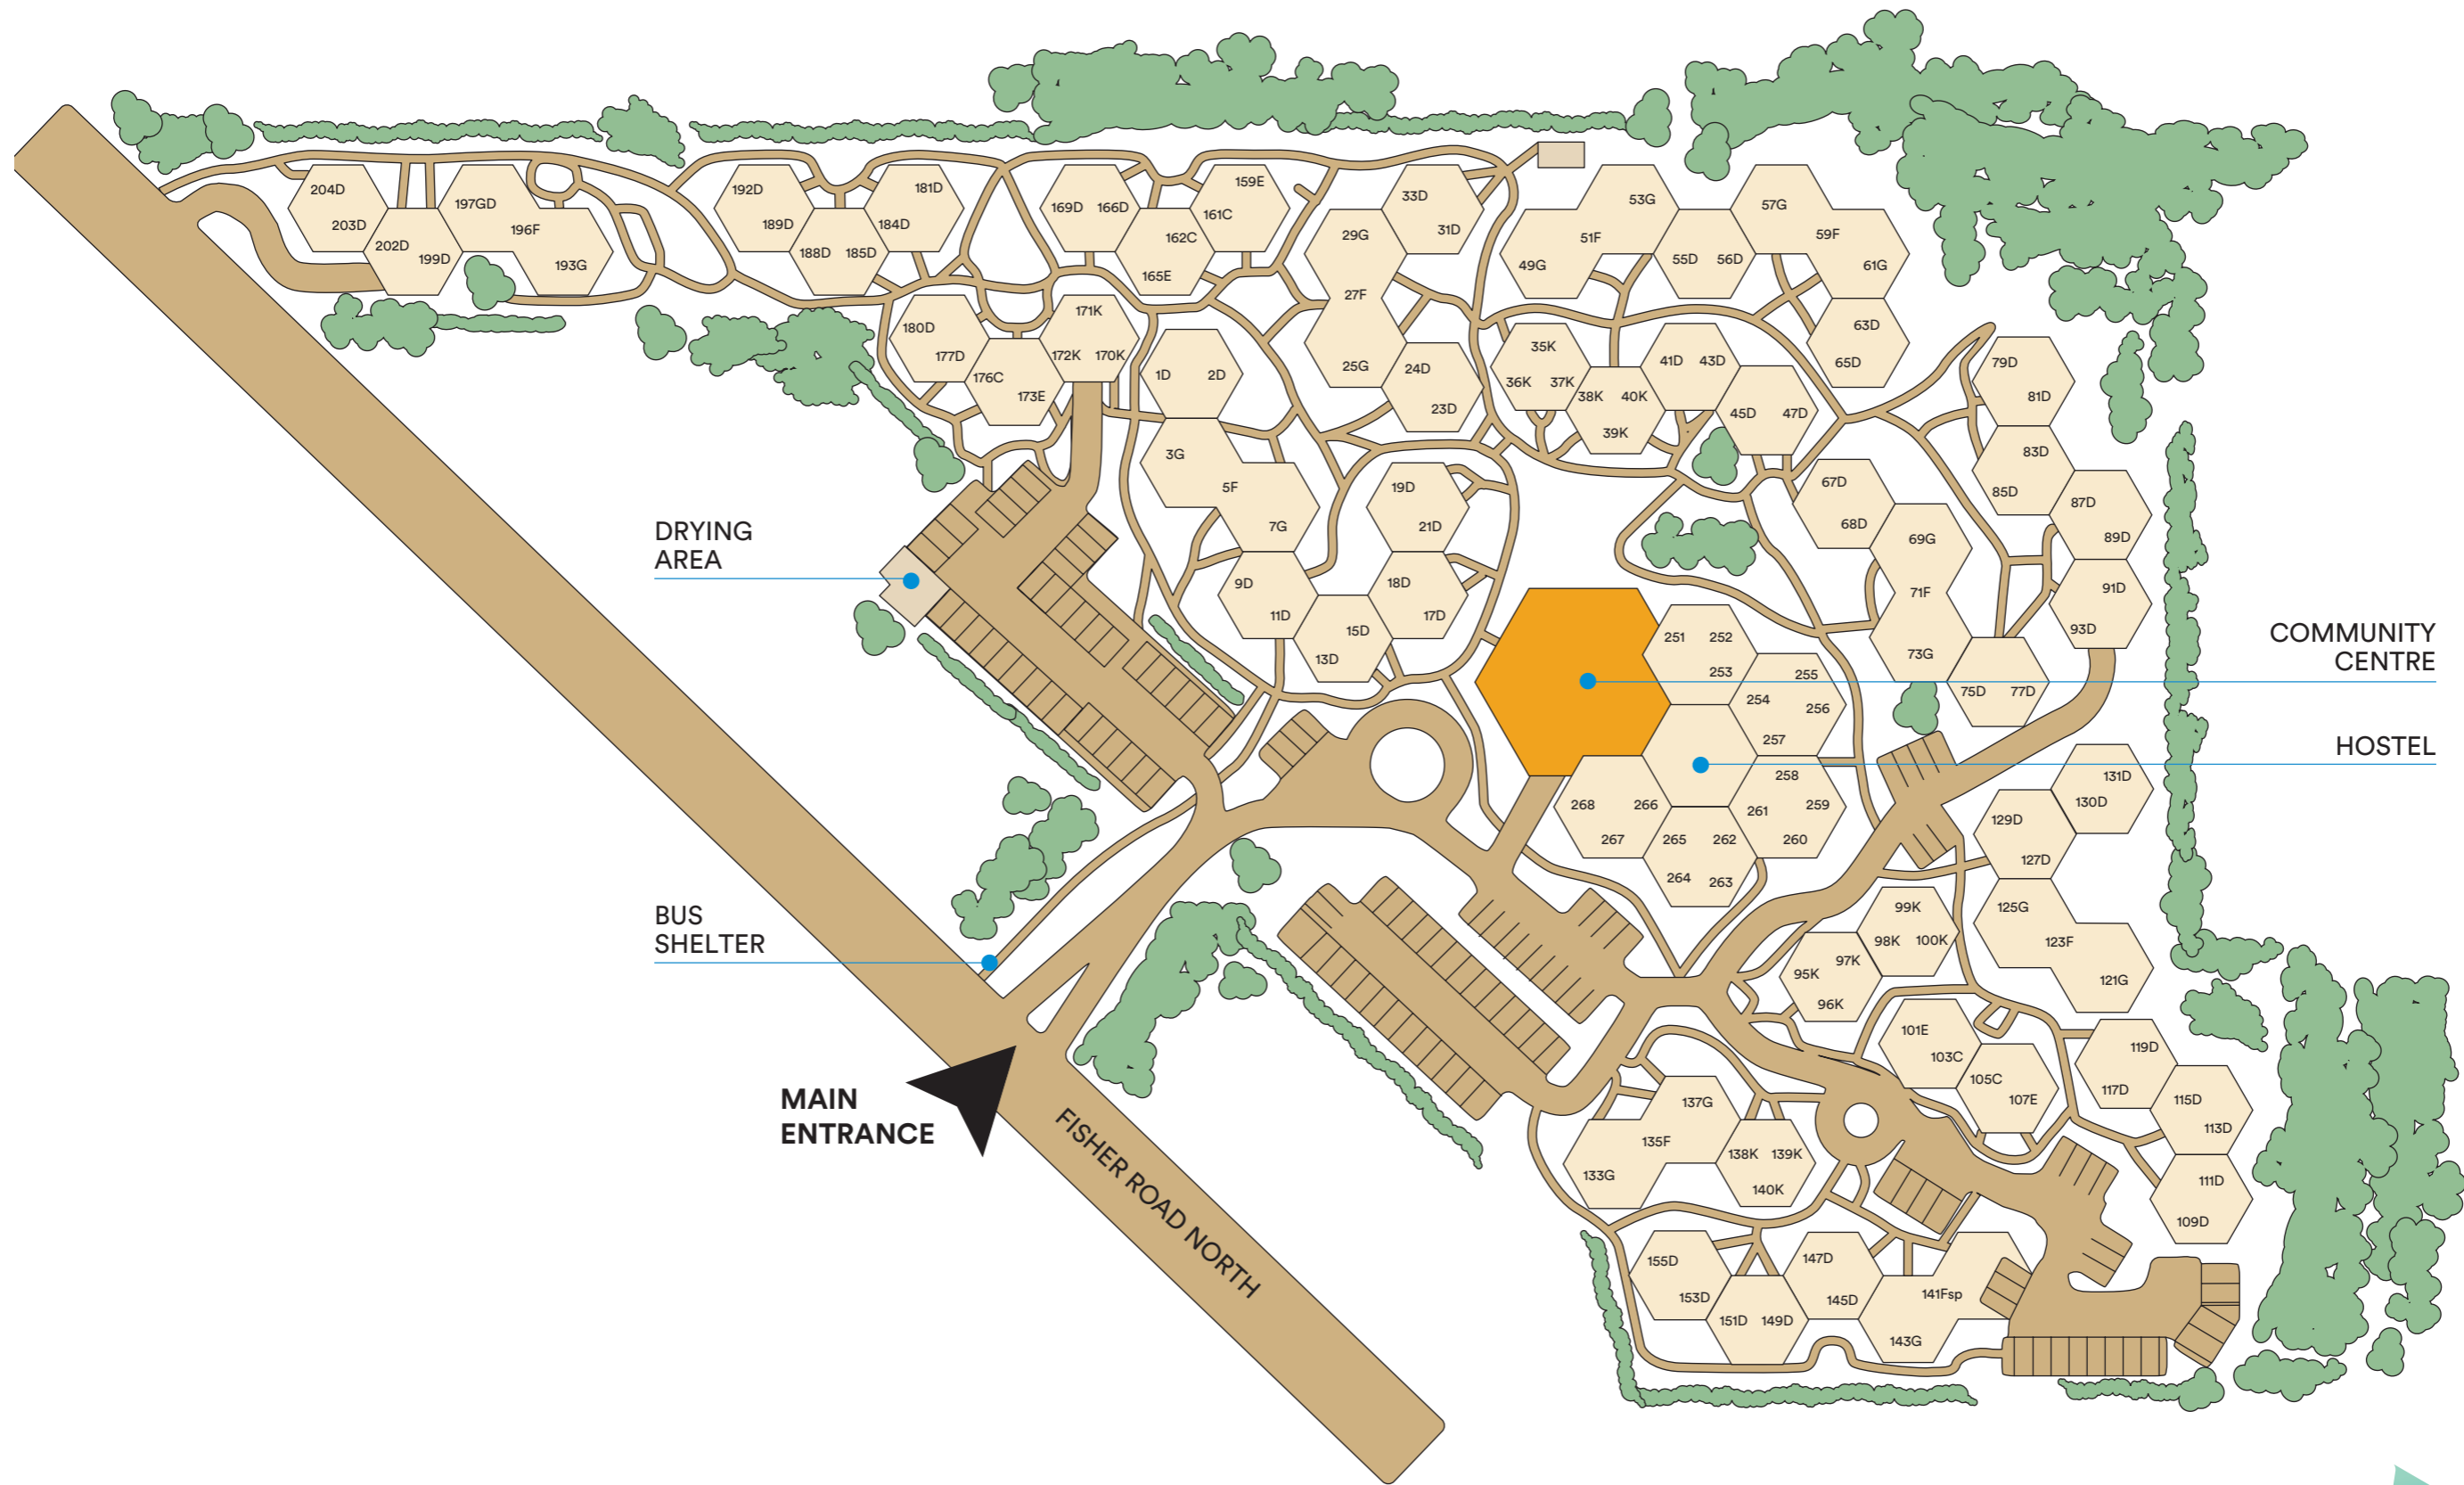 204D
203D
202D
199D
197GD
196F
193G
192D
189D
188D 185D
184D
181D
169D 166D
159E
161C
162C
165E
180D
177D
176C
173E
171K
172K 170K
1D 2D
3G
5F
7G
9D
11D
13D
15D
19D
21D
18D
17D
33D
31D
29G
27F
25G
24D
23D
53G
51F
49G
55D 56D
57G
59F
61G
63D
65D
35K
36K 37K
38K 40K
39K
41D 43D
45D 47D
67D
68D
69G
71F
73G
75D 77D
79D
81D
83D
85D
87D
89D
91D
93D
DRYING
AREA
COMMUNITY
CENTRE
HOSTEL
251 252
253
255
254
256
257
258
261 259
260
268 266
267
265 262
264 263
131D
130D
129D
127D
125G
123F
121G
99K
98K 100K
97K
95K
96K
101E
103C
105C
107E
119D
117D
115D
113D
111D
109D
137G
135F
133G
138K 139K
140K
155D
153D
151D 149D
147D
145D
141Fsp
143G
BUS
SHELTER
MAIN
ENTRANCE
FISHER ROAD NORTH